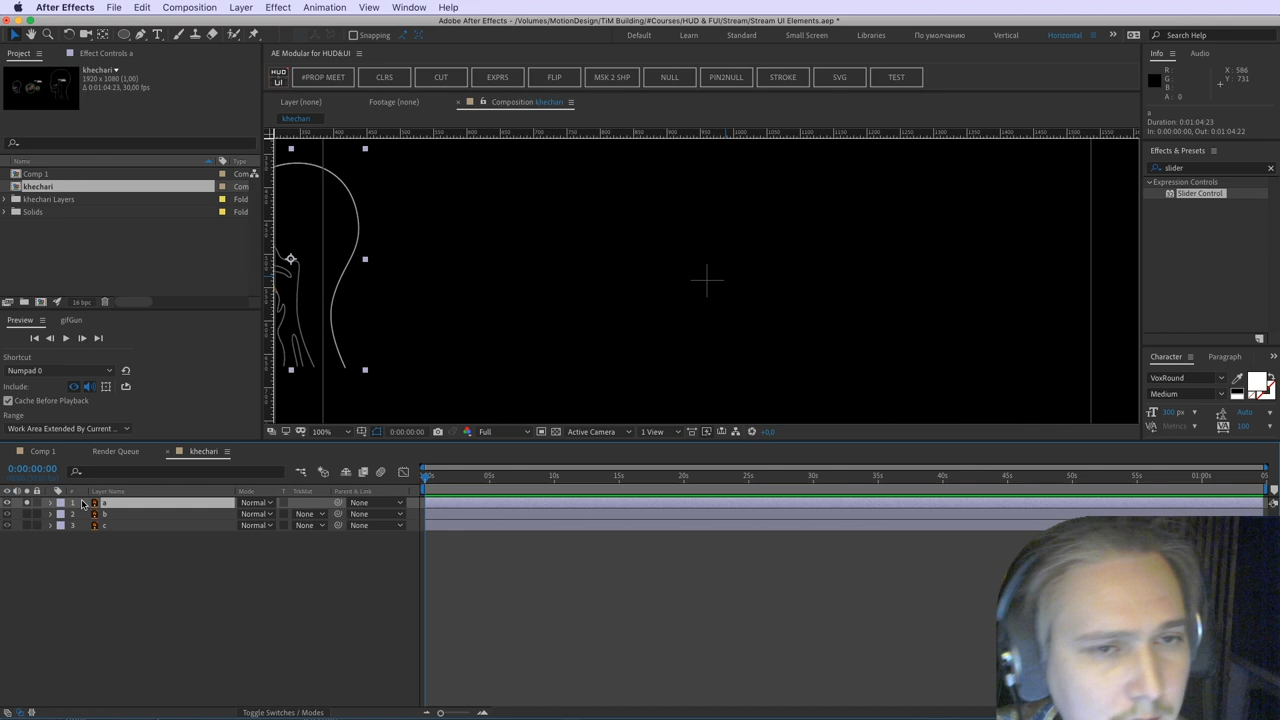 After Effects File Edit Composition Layer Effect Animation View Window Help
Adobe After Effects - /Volumes/MotionDesign/TiM Building/#Courses/HUD & FUI/Stream/Stream UI Elements.aep *
Snapping
Default Learn Standard Small Screen Libraries По умолчанию Vertical Horizontal Search Help
Project Effect Controls a
AE Modular for HUD&UI
Info Audio
khechari
1920 x 1080 (1,00)
Δ 0:01:04:23, 30,00 fps
HUD
UI
#PROP MEET CLRS CUT EXPRS FLIP MSK 2 SHP NULL PIN2NULL STROKE SVG TEST
R :
G :
B :
A : 0
X : 586
Y : 731
Layer (none) Footage (none) Composition khechari
khechari
a
Duration: 0:01:04:23
In: 0:00:00:00, Out: 0:01:04:22
Effects & Presets
slider
Expression Controls
Slider Control
Name Type
Comp 1 Com
khechari Com
khechari Layers Fold
Solids Fold
16 bpc
Preview gifGun
Shortcut
Numpad 0
Include:
Cache Before Playback
Range
Work Area Extended By Current ...
Character Paragraph
VoxRound
Medium
300 px Auto
Metrics 100
100% 0:00:00:00 Full Active Camera 1 View +0,0
Comp 1 Render Queue khechari
0:00:00:00
# Layer Name Mode T TrkMat Parent & Link
05s 10s 15s 20s 25s 30s 35s 40s 45s 50s 55s 01:00s 05
1 a Normal None
2 b Normal None None
3 c Normal None None
Toggle Switches / Modes